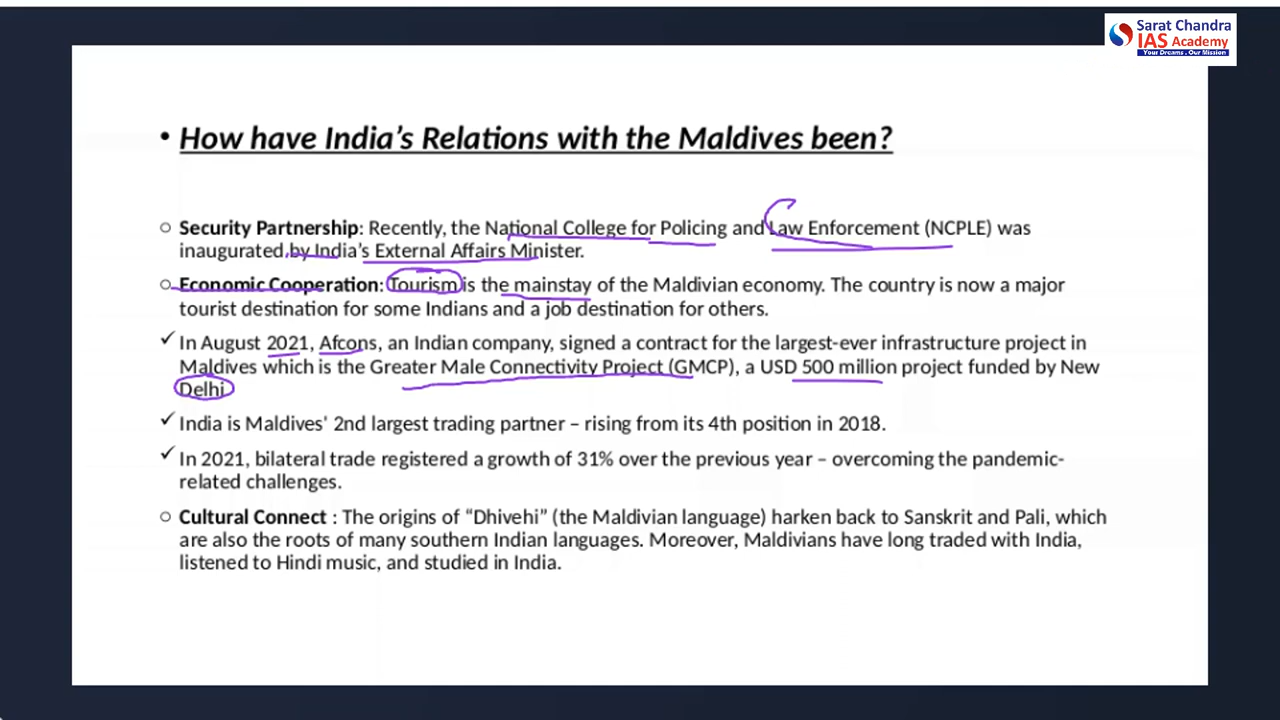 Sarat Chandra
IAS Academy
Your Dreams . Our Mission
• How have India’s Relations with the Maldives been?
○ Security Partnership: Recently, the National College for Policing and Law Enforcement (NCPLE) was
inaugurated by India’s External Affairs Minister.
○ Economic Cooperation: Tourism is the mainstay of the Maldivian economy. The country is now a major
tourist destination for some Indians and a job destination for others.
✓ In August 2021, Afcons, an Indian company, signed a contract for the largest-ever infrastructure project in
Maldives which is the Greater Male Connectivity Project (GMCP), a USD 500 million project funded by New
Delhi
✓ India is Maldives' 2nd largest trading partner – rising from its 4th position in 2018.
✓ In 2021, bilateral trade registered a growth of 31% over the previous year – overcoming the pandemic-
related challenges.
○ Cultural Connect : The origins of “Dhivehi” (the Maldivian language) harken back to Sanskrit and Pali, which
are also the roots of many southern Indian languages. Moreover, Maldivians have long traded with India,
listened to Hindi music, and studied in India.